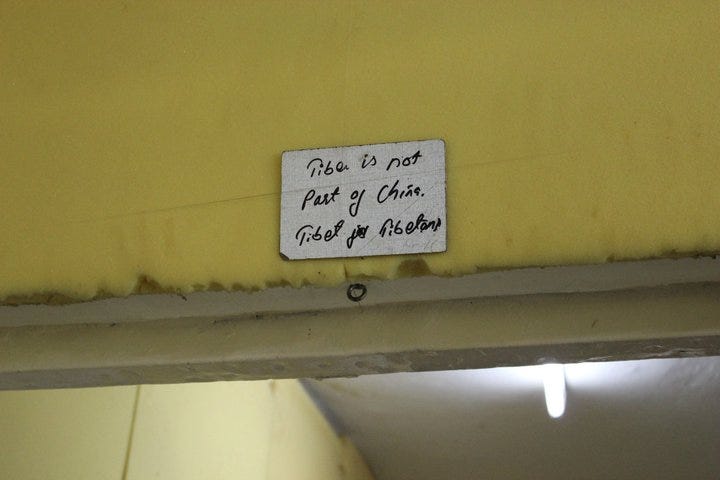 Tibet is not
Part of China.
Tibet for Tibetans